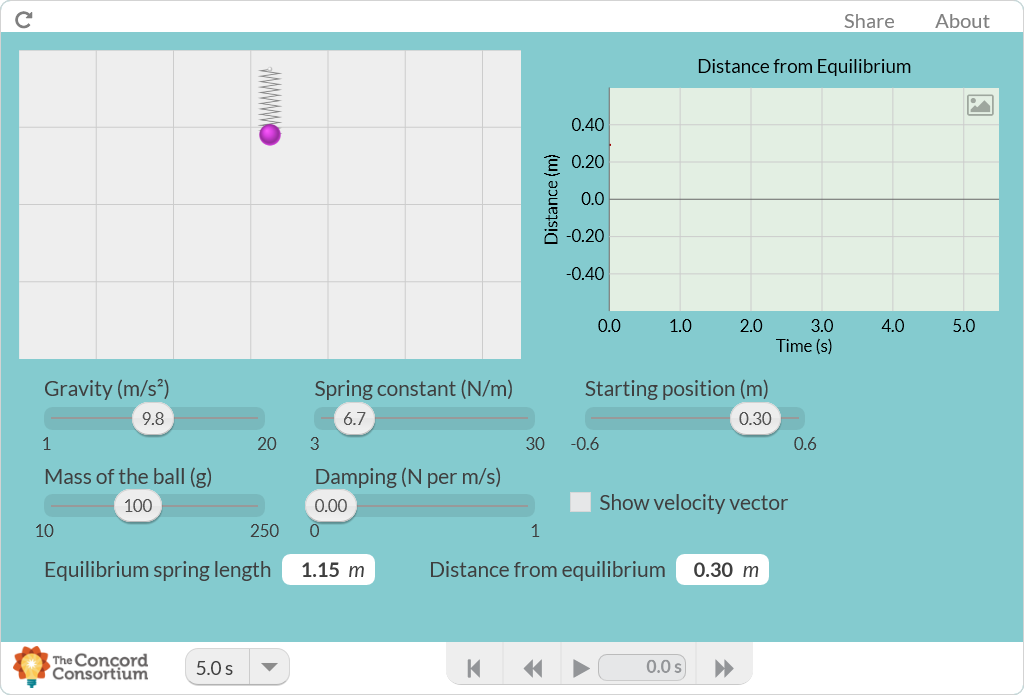 Share About
Distance from Equilibrium
0.40
0.20
0.0
-0.20
-0.40
Distance (m)
0.0 1.0 2.0 3.0 4.0 5.0
Time (s)
Gravity (m/s²) Spring constant (N/m) Starting position (m)
9.8 6.7 0.30
1 20 3 30 -0.6 0.6
Mass of the ball (g) Damping (N per m/s)
100 0.00 Show velocity vector
10 250 0 1
Equilibrium spring length 1.15 m Distance from equilibrium 0.30 m
The Concord
Consortium
5.0 s 0.0 s